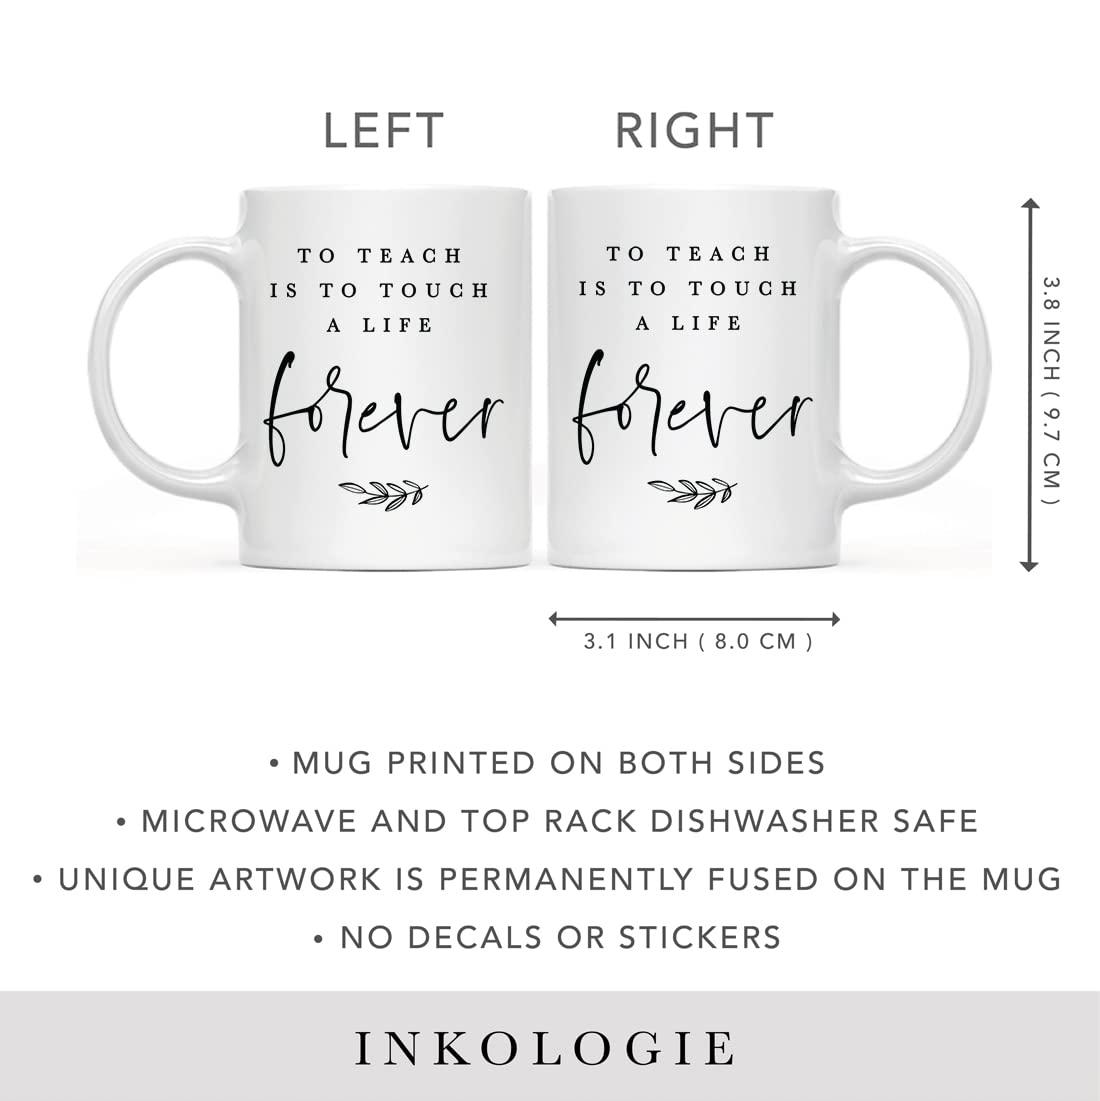 LEFT
RIGHT
TO TEACH
IS TO TOUCH
A LIFE
forever
TO TEACH
IS TO TOUCH
A LIFE
forever
3.8 INCH ( 9.7 CM )
3.1 INCH ( 8.0 CM )
• MUG PRINTED ON BOTH SIDES
• MICROWAVE AND TOP RACK DISHWASHER SAFE
• UNIQUE ARTWORK IS PERMANENTLY FUSED ON THE MUG
• NO DECALS OR STICKERS
INKOLOGIE